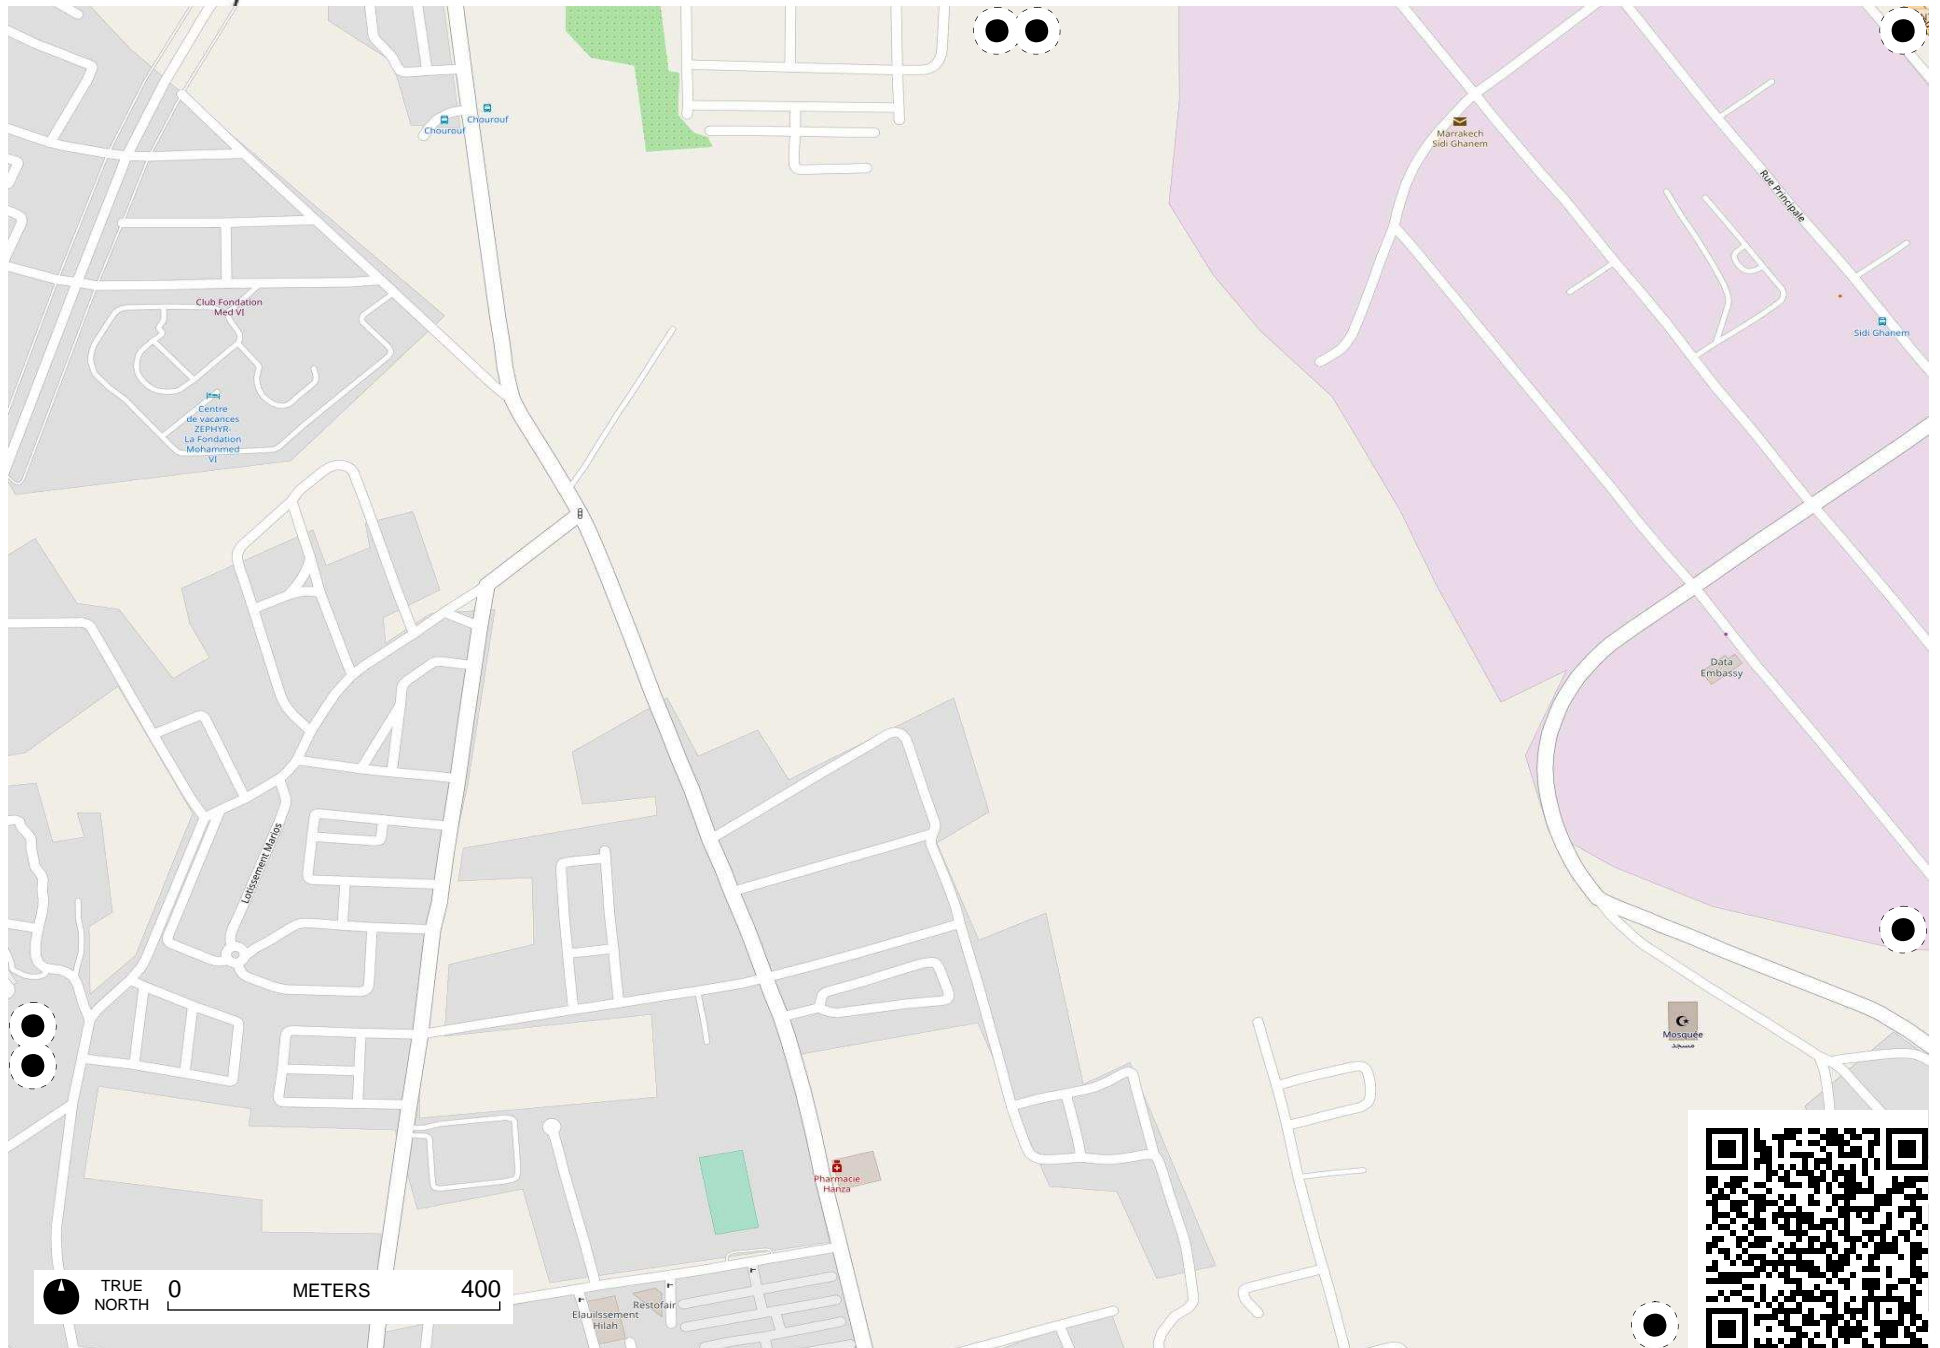 Chourouf
Chourouf
Marrakech
Sidi Ghanem
Rue Principale
Club Fondation
Med VI
Sidi Ghanem
Centre
de vacances
ZEPHYR-
La Fondation
Mohammed
VI
Data
Embassy
Lotissement Marios
Mosquée
مسجد
Pharmacie
Hanza
TRUE
NORTH
0 METERS 400
Restofair
Elauilssement
Hilah